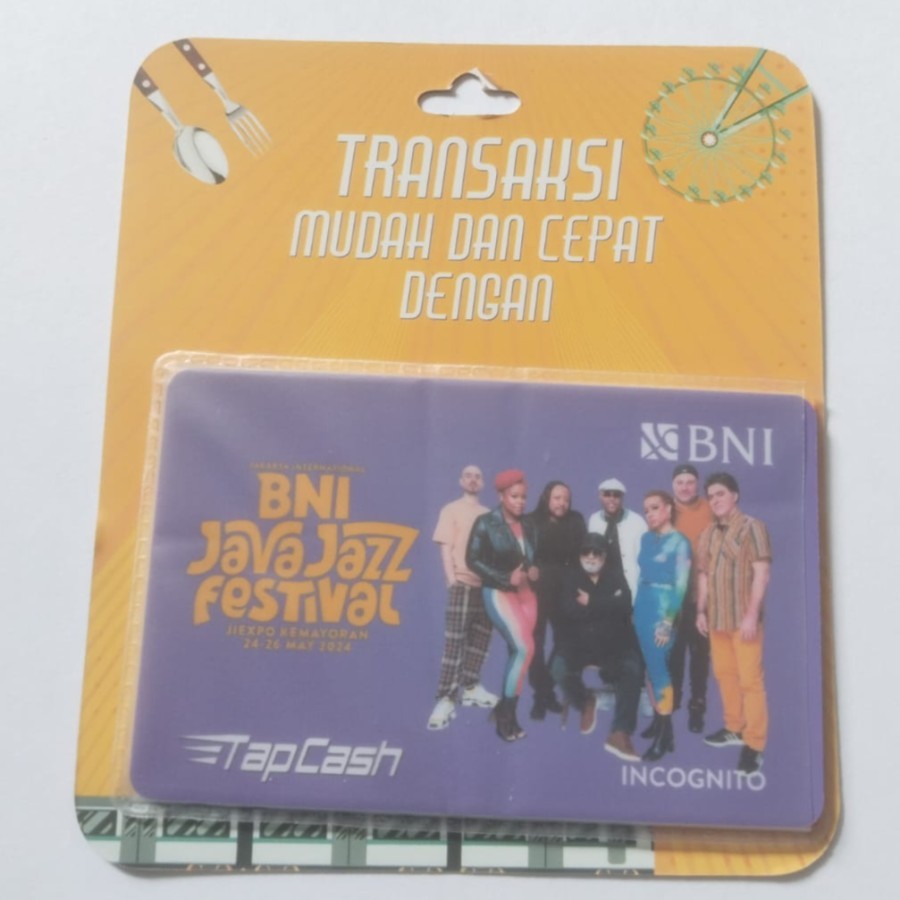 TRANSAKSI
MUDAH DAN CEPAT
DENGAN
BNI
JAKARTA INTERNATIONAL
BNI
Java Jazz
Festival
JIEXPO KEMAYORAN
24-26 MAY 2024
TapCash
INCOGNITO